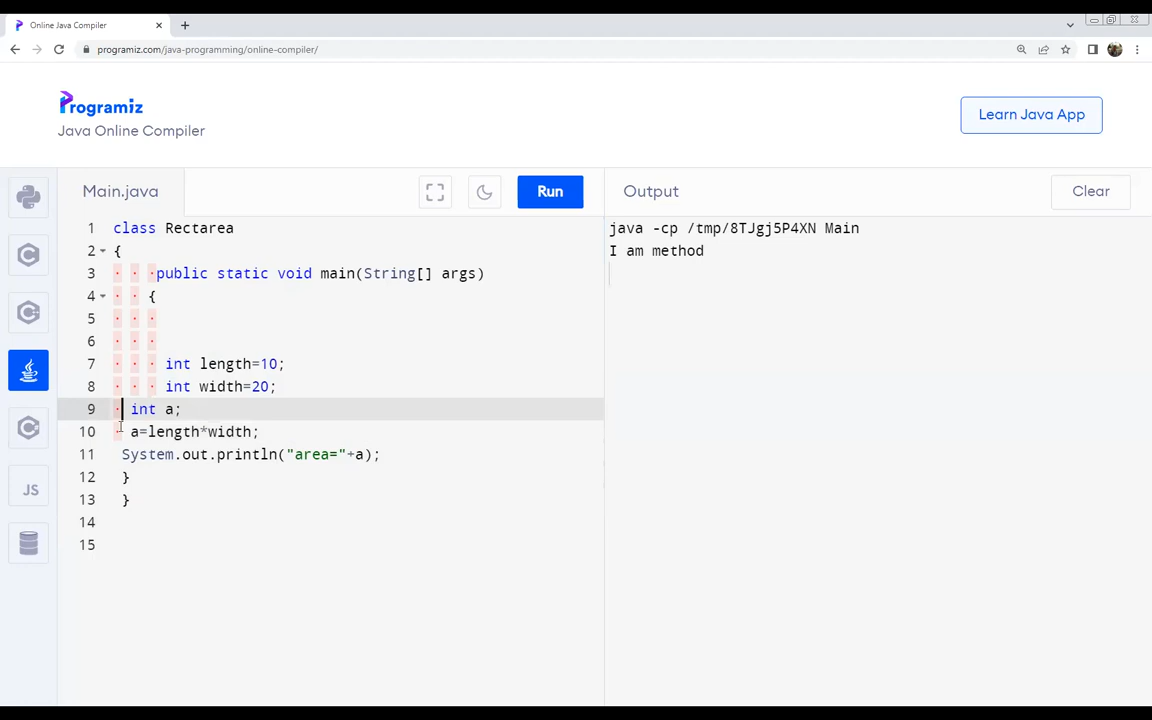 Online Java Compiler
programiz.com/java-programming/online-compiler/
Programiz
Java Online Compiler
Learn Java App
Main.java
Run
Output
Clear
1 class Rectarea
2 {
3 public static void main(String[] args)
4 {
5
6
7 int length=10;
8 int width=20;
9 int a;
10 a=length*width;
11 System.out.println("area="+a);
12 }
13 }
14
15
java -cp /tmp/8TJgj5P4XN Main
I am method
JS